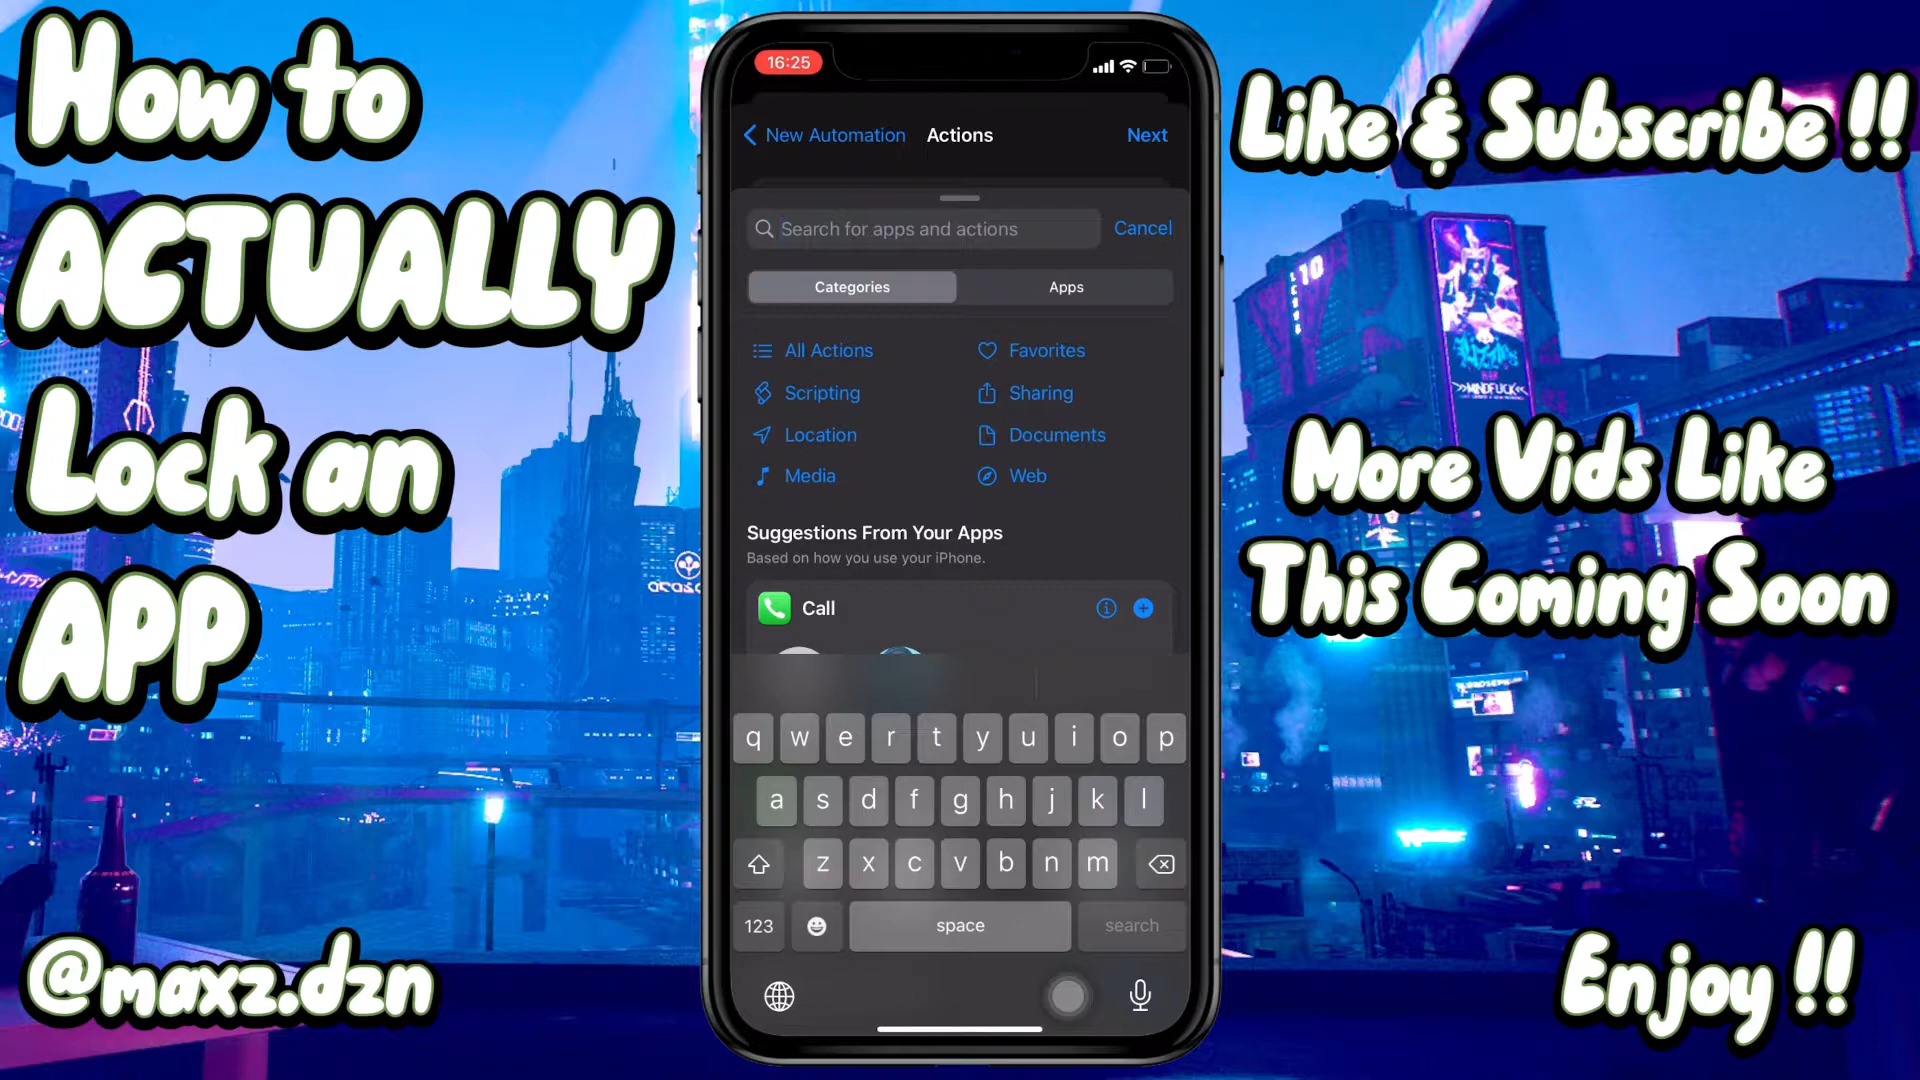 How to
ACTUALLY
Lock an
APP
@maxz.dzn
16:25
New Automation
Actions
Next
Search for apps and actions
Cancel
Categories
Apps
All Actions
Favorites
Scripting
Sharing
Location
Documents
Media
Web
Suggestions From Your Apps
Based on how you use your iPhone.
Call
q w e r t y u i o p
a s d f g h j k l
z x c v b n m
123
space
search
Like & Subscribe !!
More Vids Like
This Coming Soon
Enjoy !!
>>MINDFUCK<<
10